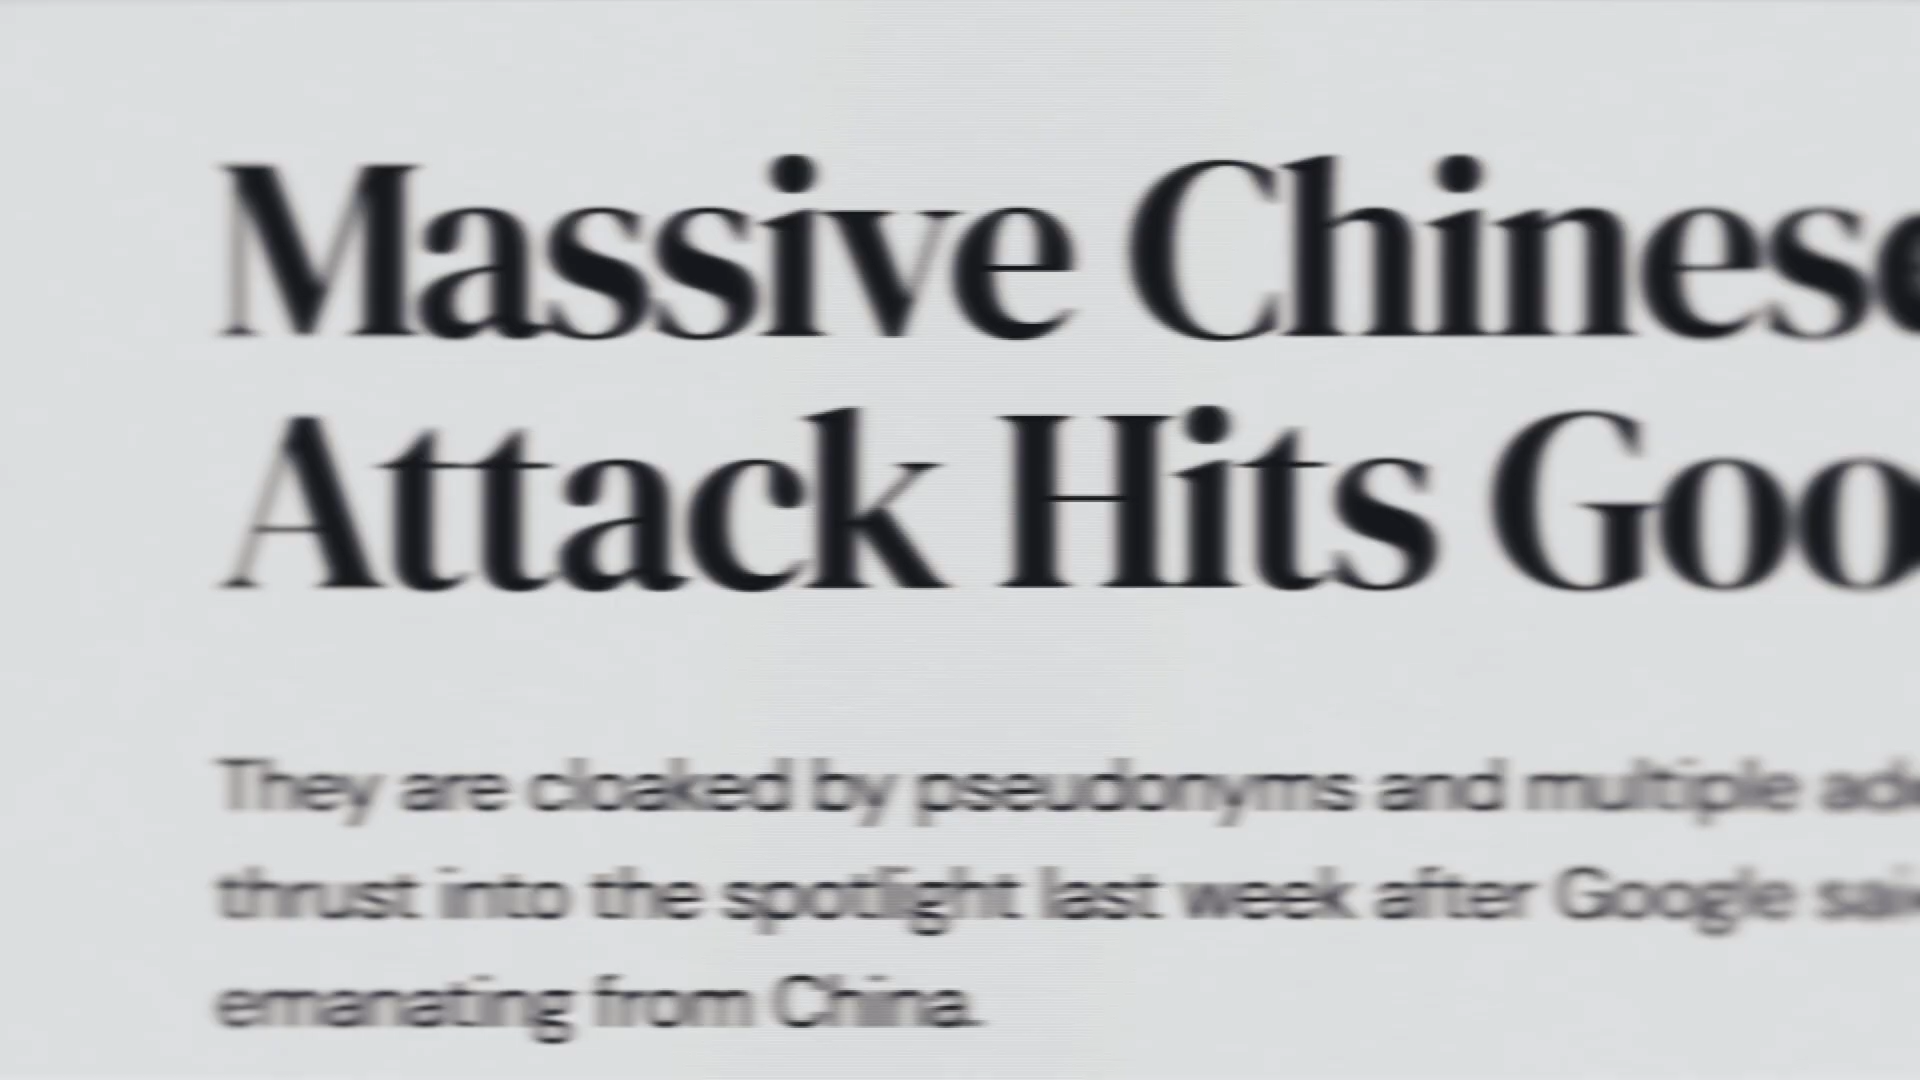 Massive Chinese
Attack Hits Goo
They are cloaked by pseudonyms and multiple
thrust into the spotlight last week after Google
emanating from China.